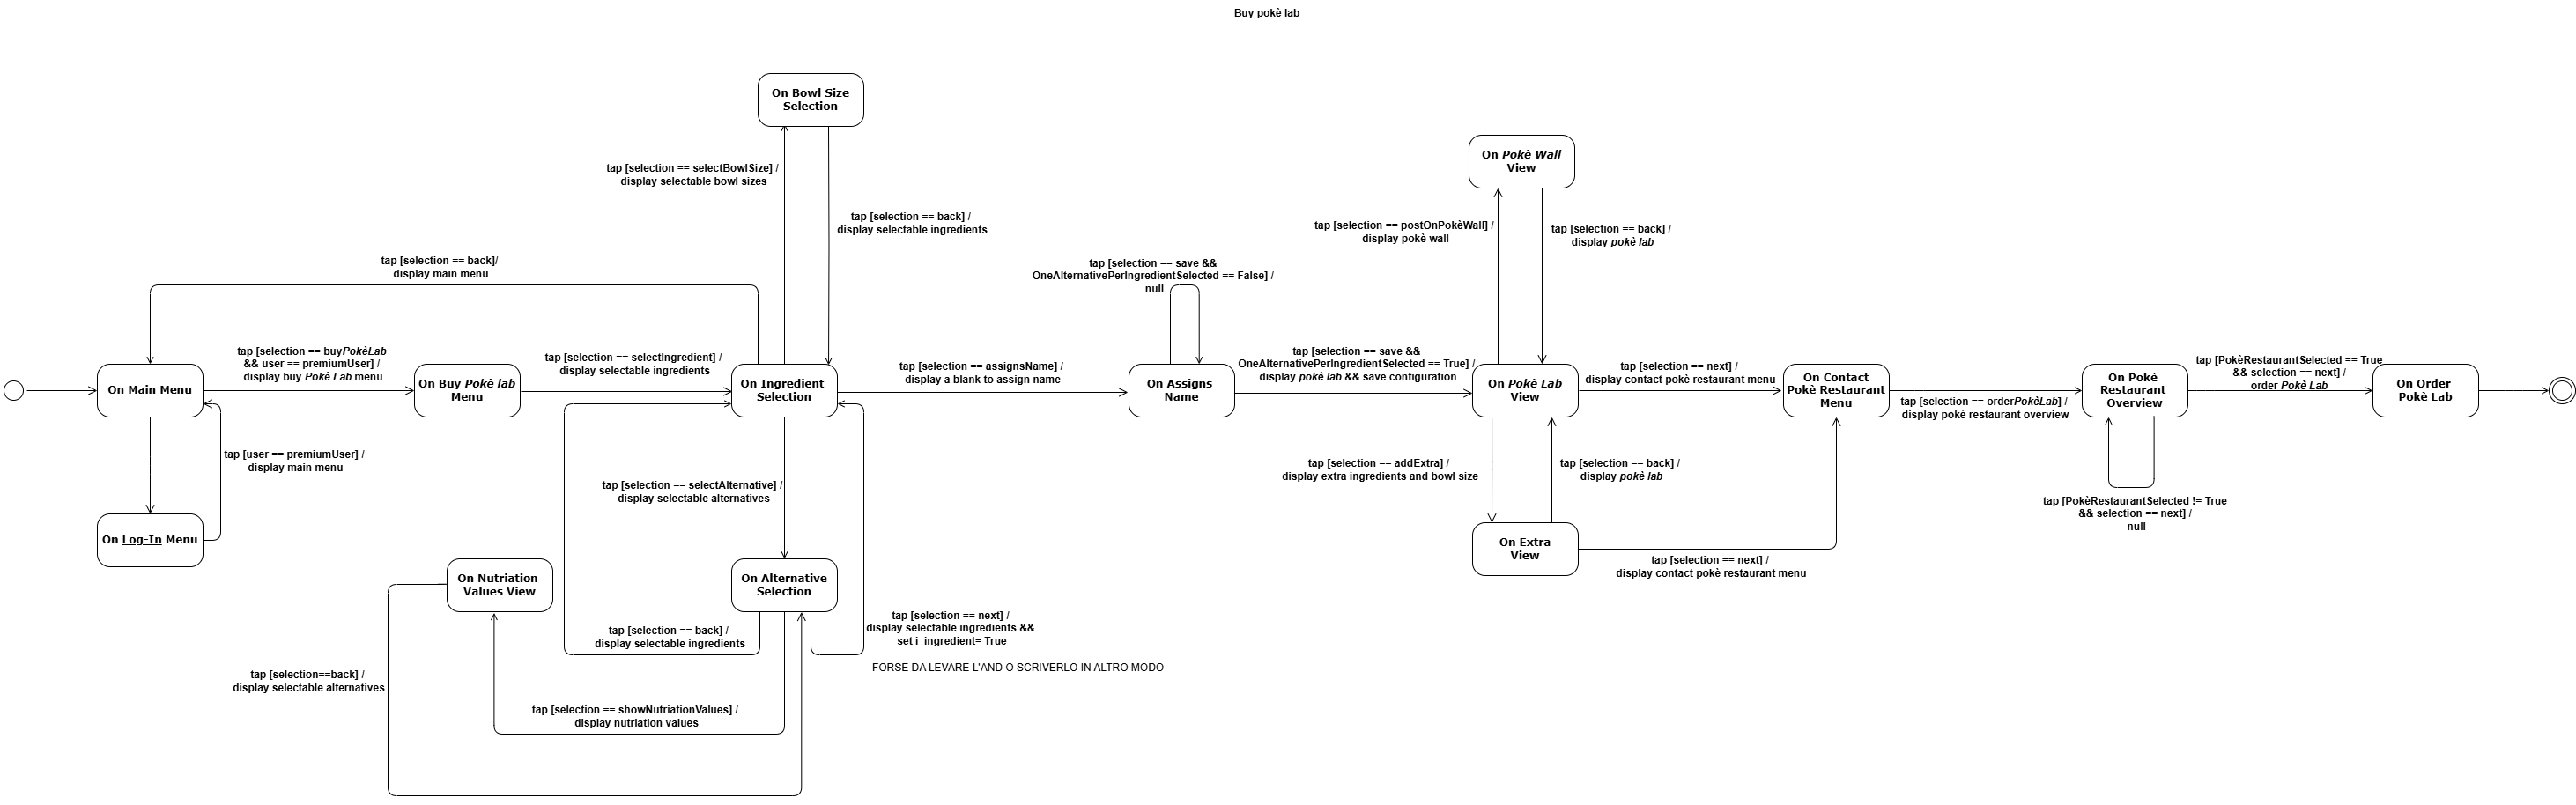 Buy pokè lab
On Bowl Size
Selection
tap [selection == selectBowlSize] /
display selectable bowl sizes
tap [selection == back] /
display selectable ingredients
On Pokè Wall
View
tap [selection == postOnPokèWall] /
display pokè wall
tap [selection == back] /
display pokè lab
tap [selection == back]/
display main menu
tap [selection == save &&
OneAlternativePerIngredientSelected == False] /
null
On Main Menu
tap [selection == buyPokèLab
&& user == premiumUser] /
display buy Pokè Lab menu
On Buy Pokè lab
Menu
tap [selection == selectIngredient] /
display selectable ingredients
On Ingredient
Selection
tap [selection == assignsName] /
display a blank to assign name
On Assigns
Name
tap [selection == save &&
OneAlternativePerIngredientSelected == True] /
display pokè lab && save configuration
On Pokè Lab
View
tap [selection == next] /
display contact pokè restaurant menu
On Contact
Pokè Restaurant
Menu
tap [selection == orderPokèLab] /
display pokè restaurant overview
On Pokè
Restaurant
Overview
tap [PokèRestaurantSelected == True
&& selection == next] /
order Pokè Lab
On Order
Pokè Lab
tap [user == premiumUser] /
display main menu
On Log-In Menu
tap [selection == selectAlternative] /
display selectable alternatives
tap [selection == addExtra] /
display extra ingredients and bowl size
tap [selection == back] /
display pokè lab
tap [PokèRestaurantSelected != True
&& selection == next] /
null
On Extra
View
tap [selection == next] /
display contact pokè restaurant menu
On Nutriation
Values View
On Alternative
Selection
tap [selection == back] /
display selectable ingredients
tap [selection == next] /
display selectable ingredients &&
set i_ingredient= True
FORSE DA LEVARE L'AND O SCRIVERLO IN ALTRO MODO
tap [selection==back] /
display selectable alternatives
tap [selection == showNutriationValues] /
display nutriation values